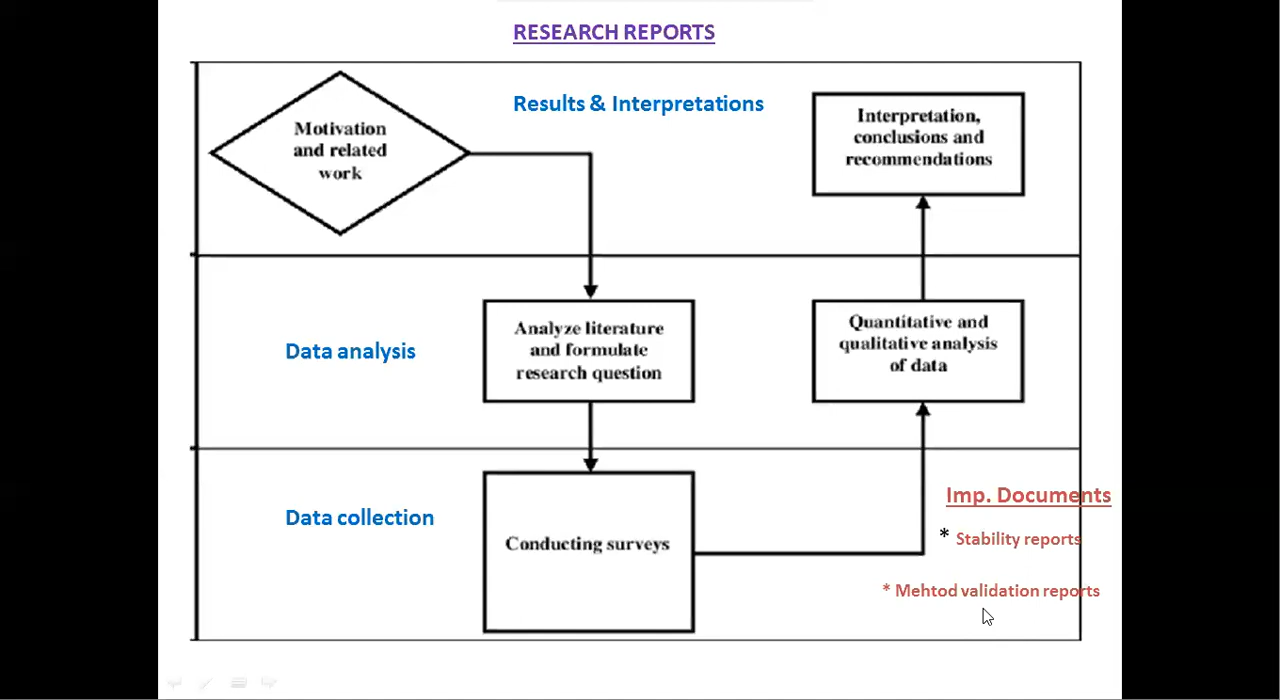 RESEARCH REPORTS
Results & Interpretations
Motivation
and related
work
Interpretation,
conclusions and
recommendations
Data analysis
Analyze literature
and formulate
research question
Quantitative and
qualitative analysis
of data
Data collection
Conducting surveys
Imp. Documents
* Stability reports
* Mehtod validation reports